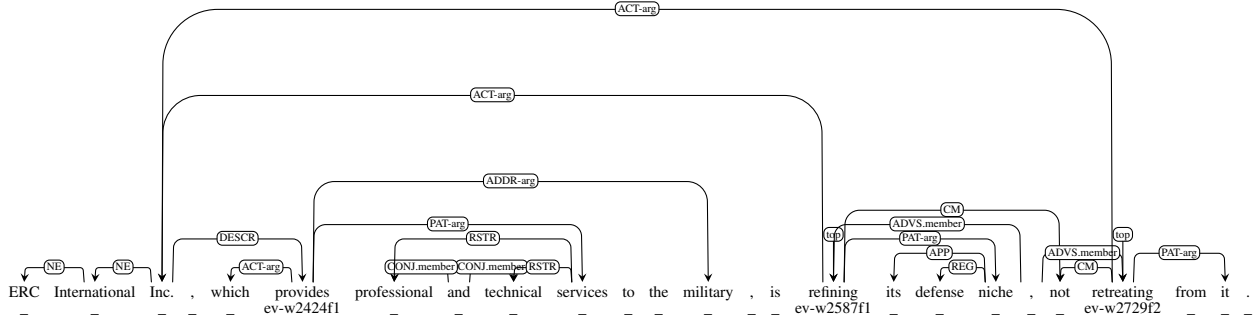 ACT-arg
ACT-arg
ADDR-arg
CM
PAT-arg ADVS.member
DESCR RSTR top PAT-arg top
ADVS.member
APP PAT-arg
NE NE ACT-arg CONJ.member CONJ.member RSTR REG CM
ERC International Inc. , which provides professional and technical services to the military , is refining its defense niche , not retreating from it .
_ _ _ _ _ ev-w2424f1 _ _ _ _ _ _ _ _ _ ev-w2587f1 _ _ _ _ _ ev-w2729f2 _ _ _